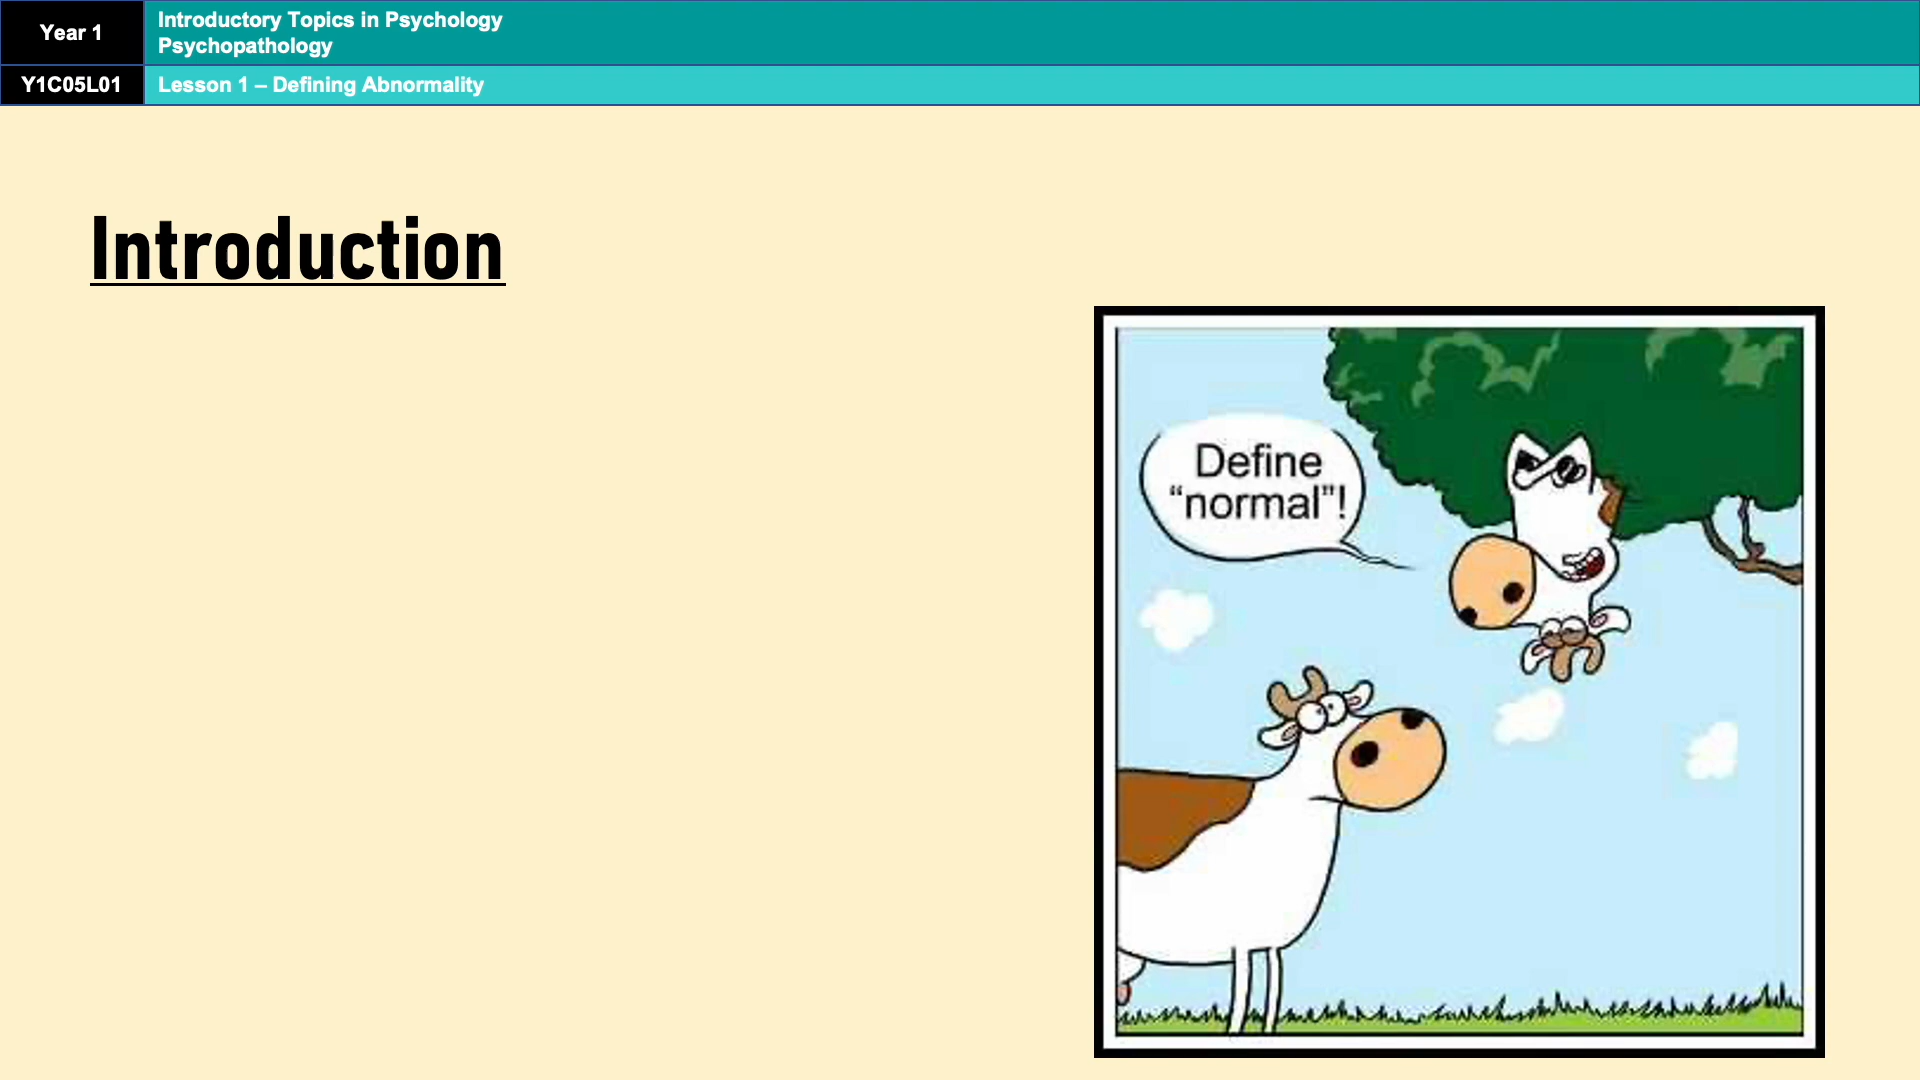 Year 1
Introductory Topics in Psychology
Psychopathology
Y1C05L01
Lesson 1 – Defining Abnormality
Introduction
Define
“normal”!